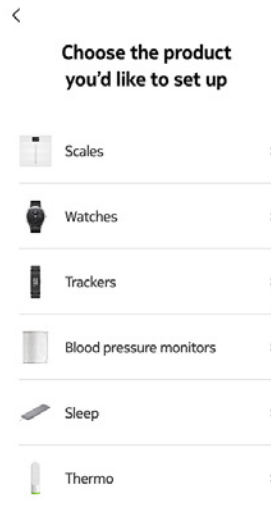 Choose the product
you'd like to set up
Scales
Watches
Trackers
Blood pressure monitors
Sleep
Thermo